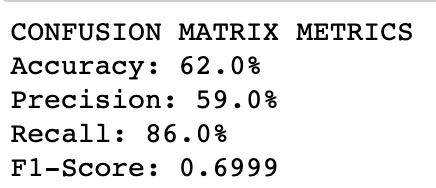 CONFUSION MATRIX METRICS
Accuracy: 62.0%
Precision: 59.0%
Recall: 86.0%
F1-Score: 0.6999